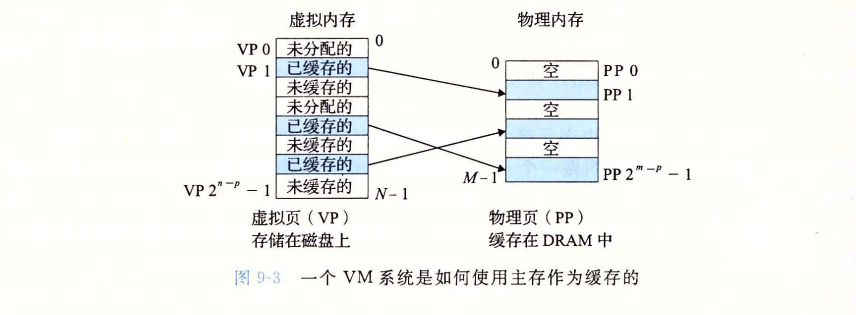 虚拟内存
物理内存
0
VP 0 未分配的
VP 1 已缓存的
未缓存的
未分配的
已缓存的
未缓存的
已缓存的
VP 2^{n-p} - 1 未缓存的
N-1
0
空 PP 0
PP 1
空
空
M-1
PP 2^{m-p} - 1
虚拟页（VP）
存储在磁盘上
物理页（PP）
缓存在 DRAM 中
图 9-3 一个 VM 系统是如何使用主存作为缓存的